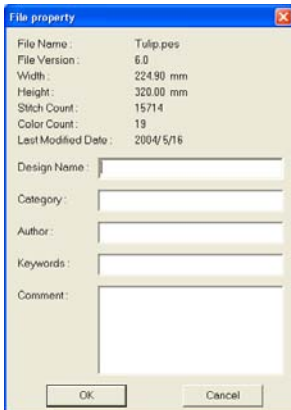 File property
File Name : Tulip.pes
File Version : 6.0
Width : 224.90 mm
Height : 320.00 mm
Stitch Count : 15714
Color Count : 19
Last Modified Date : 2004/5/16
Design Name :
Category :
Author :
Keywords :
Comment :
OK Cancel